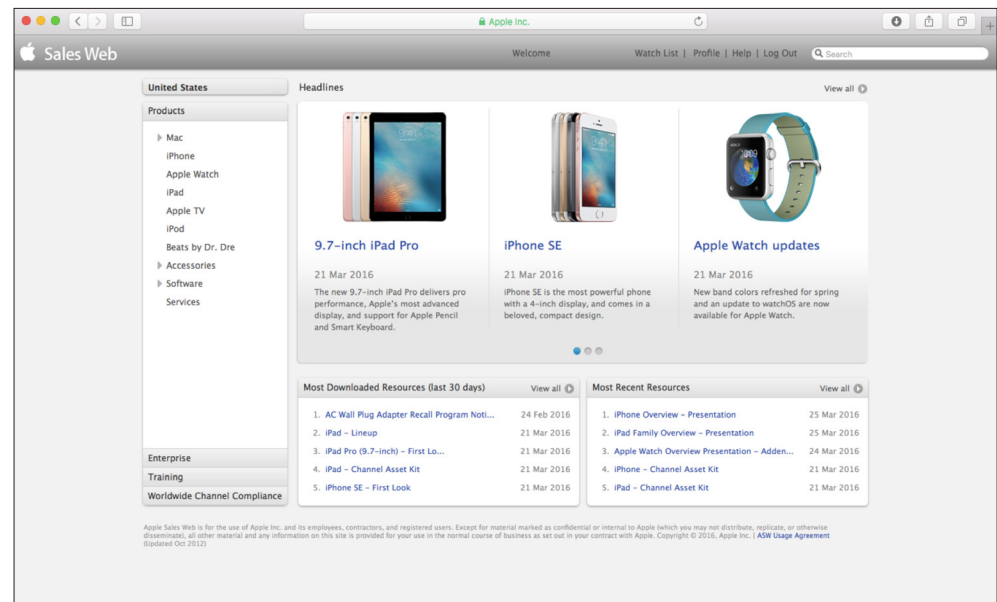 Apple Inc.
Sales Web
Welcome
Watch List | Profile | Help | Log Out
Search
United States
Products
Mac
iPhone
Apple Watch
iPad
Apple TV
iPod
Beats by Dr. Dre
Accessories
Software
Services
Enterprise
Training
Worldwide Channel Compliance
Headlines
View all
9.7-inch iPad Pro
21 Mar 2016
The new 9.7-inch iPad Pro delivers pro
performance, Apple's most advanced
display, and support for Apple Pencil
and Smart Keyboard.
iPhone SE
21 Mar 2016
iPhone SE is the most powerful phone
with a 4-inch display, and comes in a
beloved, compact design.
Apple Watch updates
21 Mar 2016
New band colors refreshed for spring
and an update to watchOS are now
available for Apple Watch.
Most Downloaded Resources (last 30 days)
View all
1. AC Wall Plug Adapter Recall Program Noti... 24 Feb 2016
2. iPad – Lineup 21 Mar 2016
3. iPad Pro (9.7-inch) – First Lo... 21 Mar 2016
4. iPad – Channel Asset Kit 21 Mar 2016
5. iPhone SE – First Look 21 Mar 2016
Most Recent Resources
View all
1. iPhone Overview – Presentation 25 Mar 2016
2. iPad Family Overview – Presentation 25 Mar 2016
3. Apple Watch Overview Presentation – Adden... 24 Mar 2016
4. iPhone – Channel Asset Kit 21 Mar 2016
5. iPad – Channel Asset Kit 21 Mar 2016
Apple Sales Web is for the use of Apple Inc. and its employees, contractors, and registered users. Except for material marked as confidential or internal to Apple (which you may not distribute, replicate, or otherwise
disseminate), all other material and any information on this site is provided for your use in the normal course of business as set out in your contract with Apple. Copyright © 2016, Apple Inc. | ASW Usage Agreement
(Updated Oct 2012)